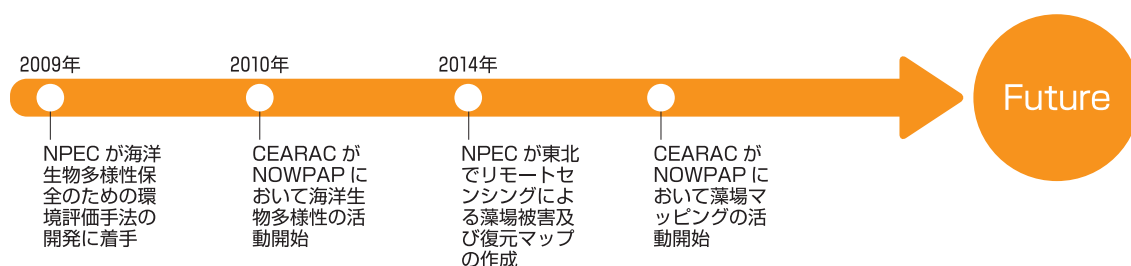 2009年
2010年
2014年
Future
NPEC が海洋
生物多様性保
全のための環
境評価手法の
開発に着手
CEARAC が
NOWPAP に
おいて海洋生
物多様性の活
動開始
NPEC が東北
でリモートセ
ンシングによ
る藻場被害及
び復元マップ
の作成
CEARAC が
NOWPAP に
おいて藻場マ
ッピングの活
動開始